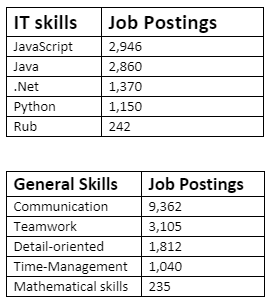 IT skills Job Postings
JavaScript 2,946
Java 2,860
.Net 1,370
Python 1,150
Rub 242
General Skills Job Postings
Communication 9,362
Teamwork 3,105
Detail-oriented 1,812
Time-Management 1,040
Mathematical skills 235